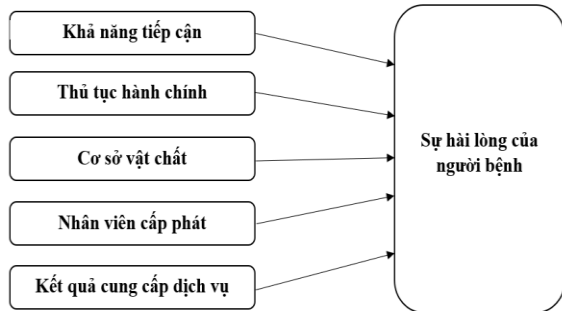 Khả năng tiếp cận
Thủ tục hành chính
Cơ sở vật chất
Nhân viên cấp phát
Kết quả cung cấp dịch vụ
Sự hài lòng của
người bệnh